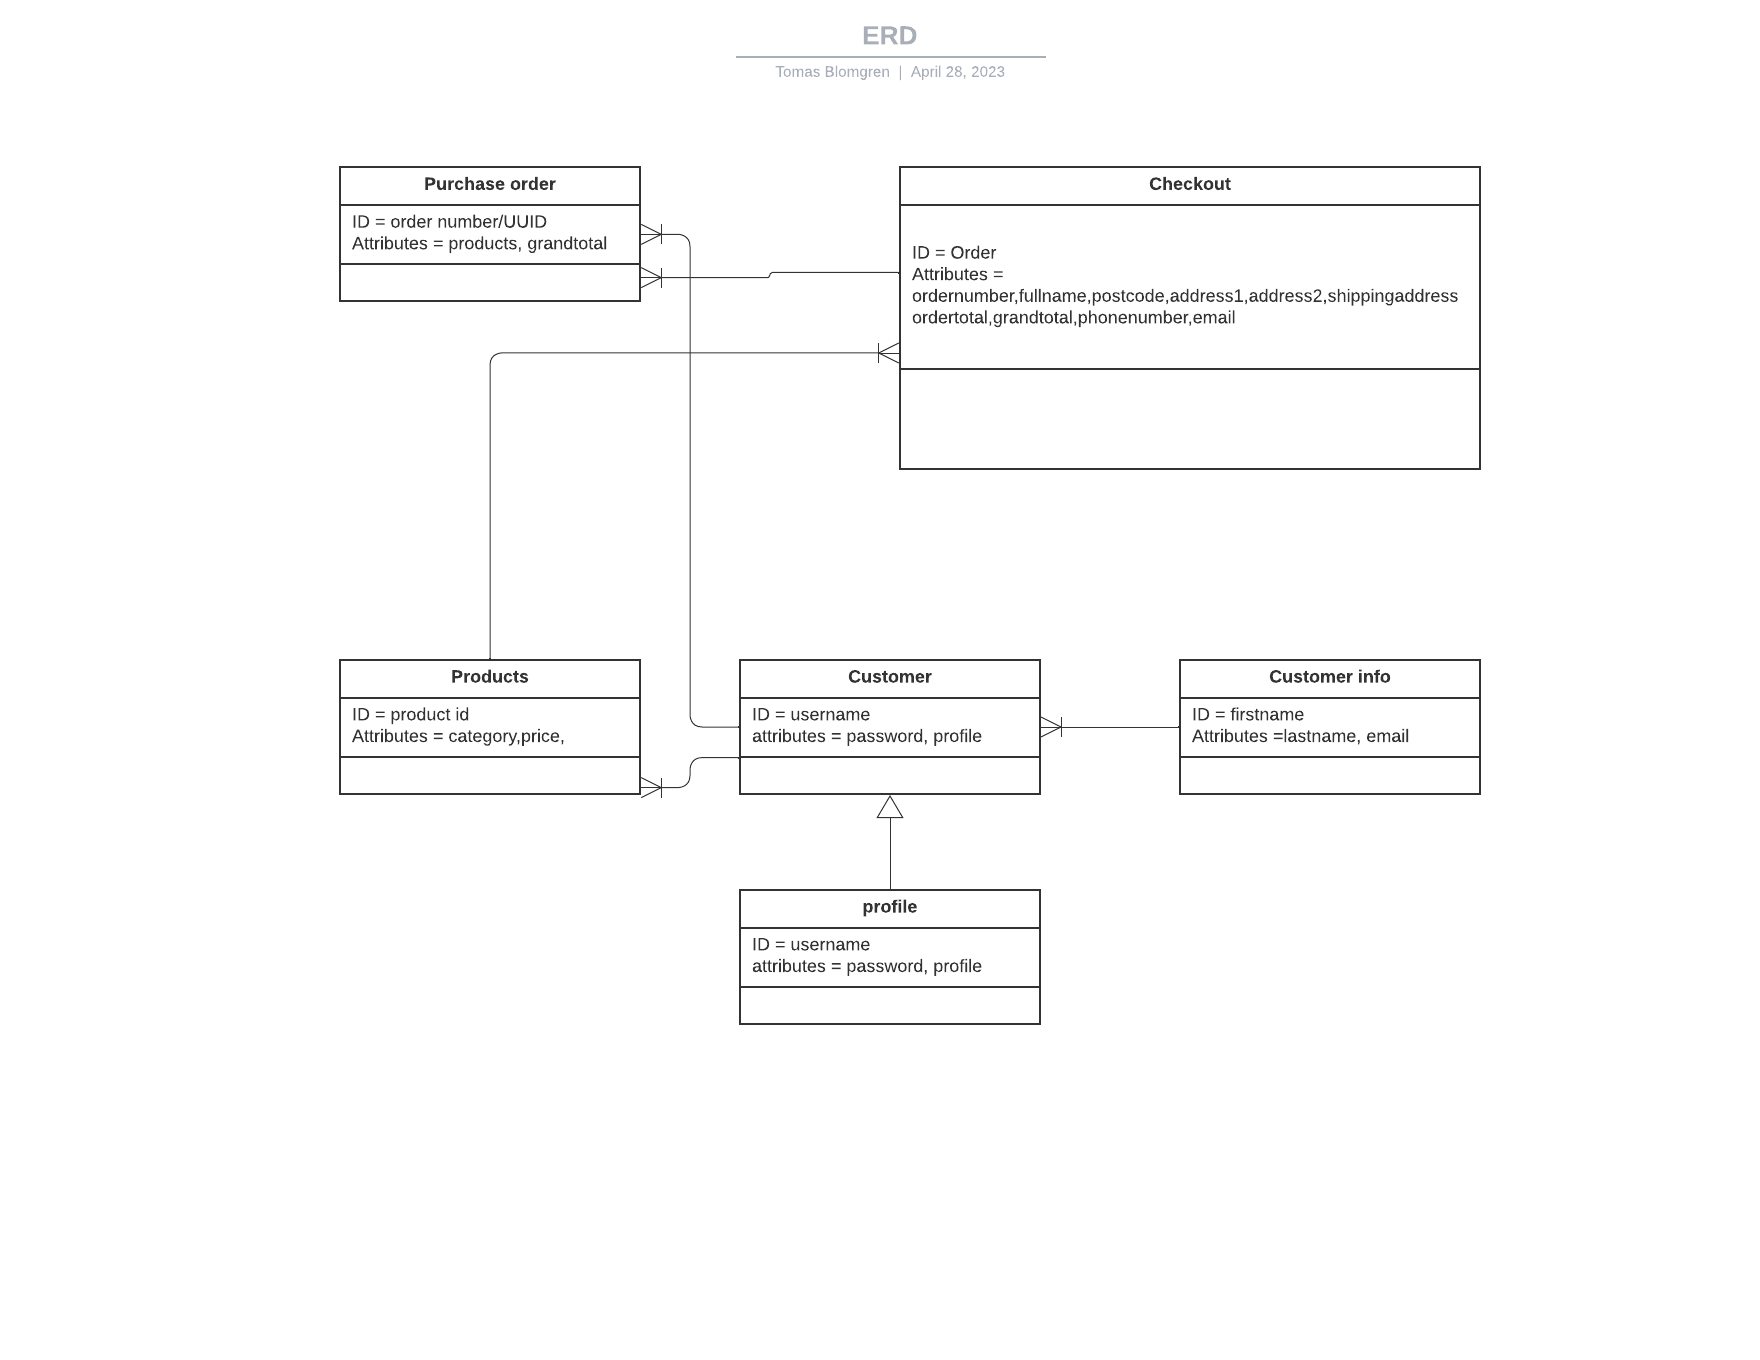 ERD
Tomas Blomgren | April 28, 2023
Purchase order
ID = order number/UUID
Attributes = products, grandtotal
Checkout
ID = Order
Attributes =
ordernumber,fullname,postcode,address1,address2,shippingaddress
ordertotal,grandtotal,phonenumber,email
Products
ID = product id
Attributes = category,price,
Customer
ID = username
attributes = password, profile
Customer info
ID = firstname
Attributes =lastname, email
profile
ID = username
attributes = password, profile